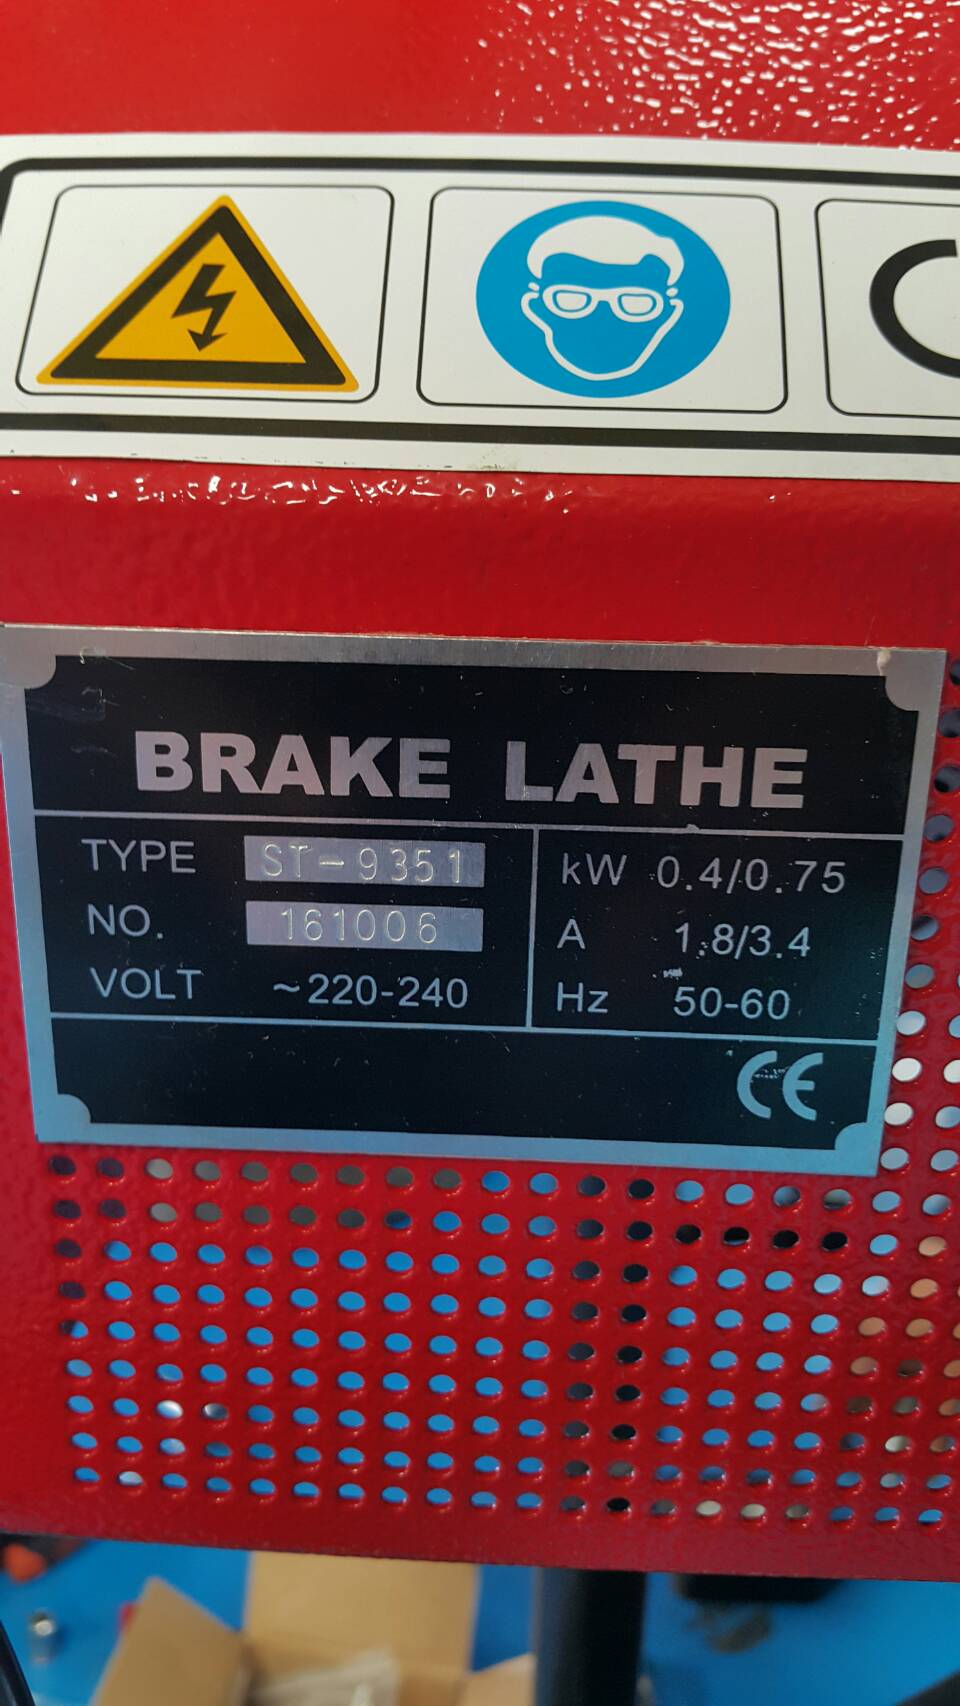 BRAKE LATHE
TYPE ST-9351
NO. 161006
VOLT ~220-240
kW 0.4/0.75
A 1.8/3.4
Hz 50-60
CE